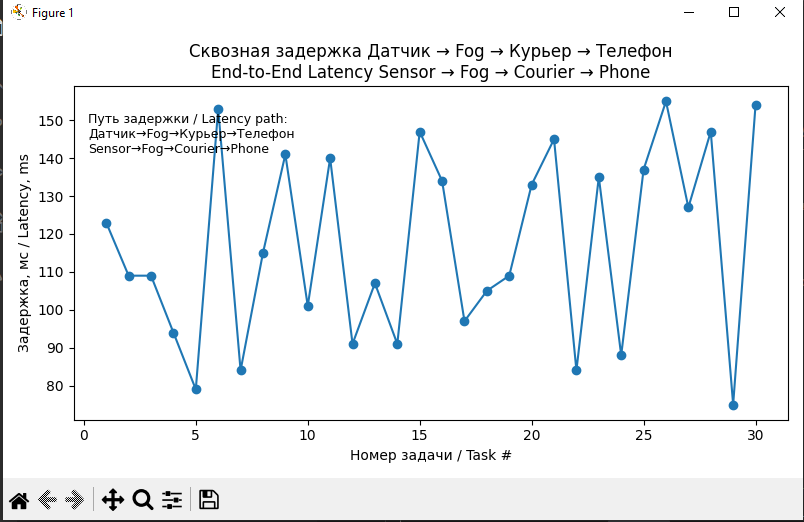 Figure 1
Сквозная задержка Датчик → Fog → Курьер → Телефон
End-to-End Latency Sensor → Fog → Courier → Phone
Путь задержки / Latency path:
Датчик→Fog→Курьер→Телефон
Sensor→Fog→Courier→Phone
Задержка, мс / Latency, ms
150
140
130
120
110
100
90
80
0 5 10 15 20 25 30
Номер задачи / Task #